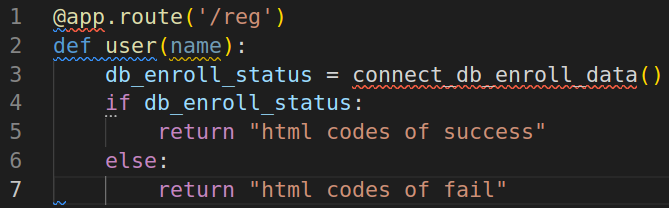 1 @app.route('/reg')
2 def user(name):
3     db_enroll_status = connect_db_enroll_data()
4     if db_enroll_status:
5         return "html codes of success"
6     else:
7         return "html codes of fail"